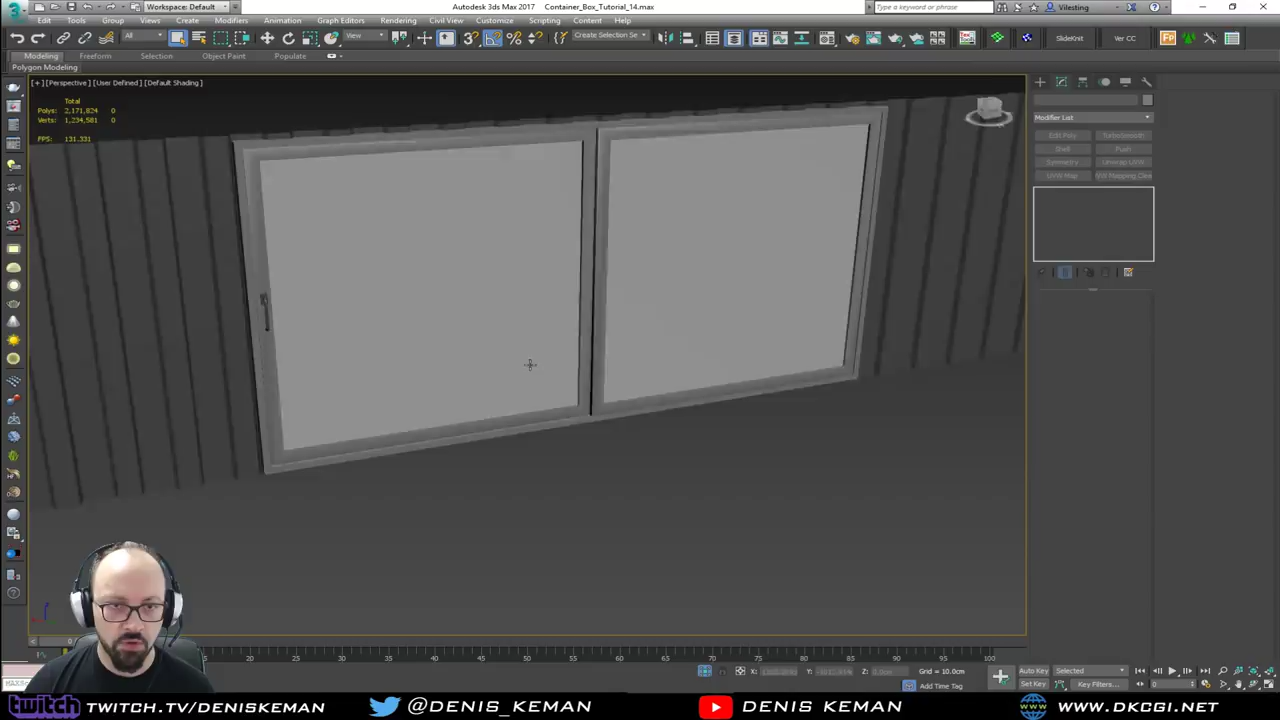 Autodesk 3ds Max 2017 Container_Box_Tutorial_14.max
Workspace: Default
Type a keyword or phrase
Vilesting
Edit Tools Group Views Create Modifiers Animation Graph Editors Rendering Civil View Customize Scripting Content Help
All
View
Create Selection Se
SlideKnit
Ver CC
Modeling Freeform Selection Object Paint Populate
Polygon Modeling
[+] [Perspective] [User Defined] [Default Shading]
Total
Polys: 2,171,824 0
Verts: 1,234,581 0
FPS: 131.331
Modifier List
Edit Poly TurboSmooth
Shell Push
Symmetry Unwrap UVW
UVW Map
0 20 25 30 35 40 45 50 55 60 65 70 75 80 85 90 95 100
X: Y: Z: Grid = 10.0cm
Add Time Tag
Auto Key Selected
Set Key Key Filters...
0
twitch TWITCH.TV/DENISKEMAN @DENIS_KEMAN DENIS KEMAN WWW.DKCGI.NET